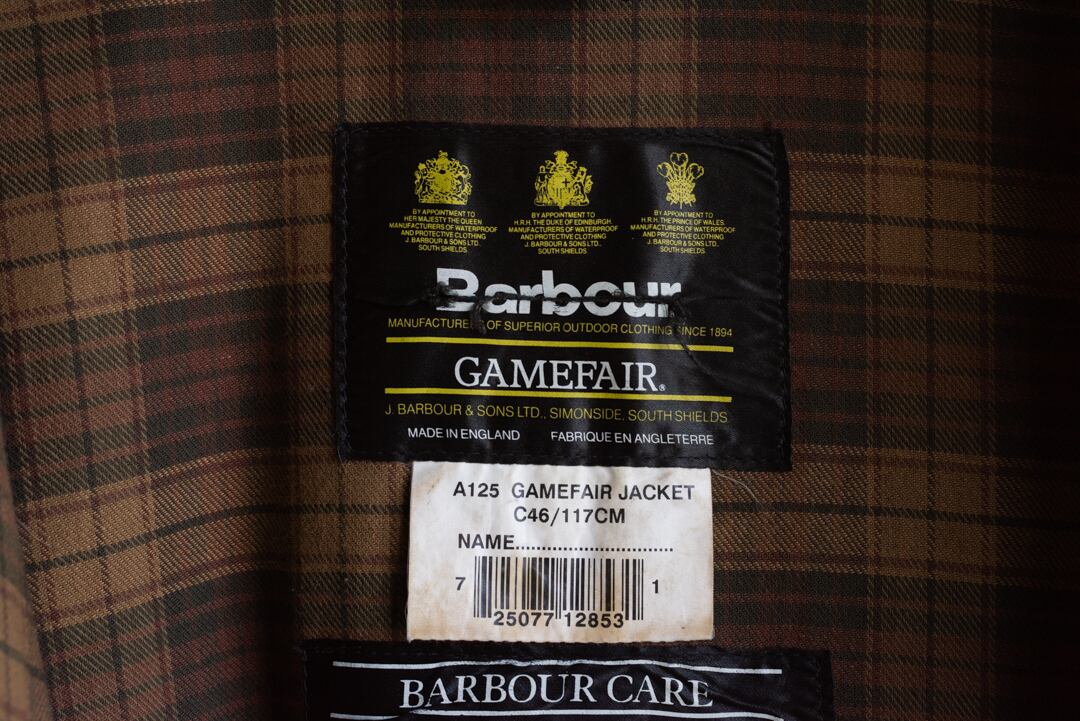 BY APPOINTMENT TO
HER MAJESTY THE QUEEN
MANUFACTURERS OF WATERPROOF
AND PROTECTIVE CLOTHING
J. BARBOUR & SONS LTD.
SOUTH SHIELDS
BY APPOINTMENT TO
H.R.H. THE DUKE OF EDINBURGH.
MANUFACTURERS OF WATERPROOF
AND PROTECTIVE CLOTHING
J. BARBOUR & SONS LTD.
SOUTH SHIELDS
BY APPOINTMENT TO
H.R.H. THE PRINCE OF WALES.
MANUFACTURERS OF WATERPROOF
AND PROTECTIVE CLOTHING
J. BARBOUR & SONS LTD.
SOUTH SHIELDS
Barbour
MANUFACTURERS OF SUPERIOR OUTDOOR CLOTHING SINCE 1894
GAMEFAIR®
J. BARBOUR & SONS LTD., SIMONSIDE, SOUTH SHIELDS
MADE IN ENGLAND FABRIQUE EN ANGLETERRE
A125 GAMEFAIR JACKET
C46/117CM
NAME..............................
7 25077 12853 1
BARBOUR CARE